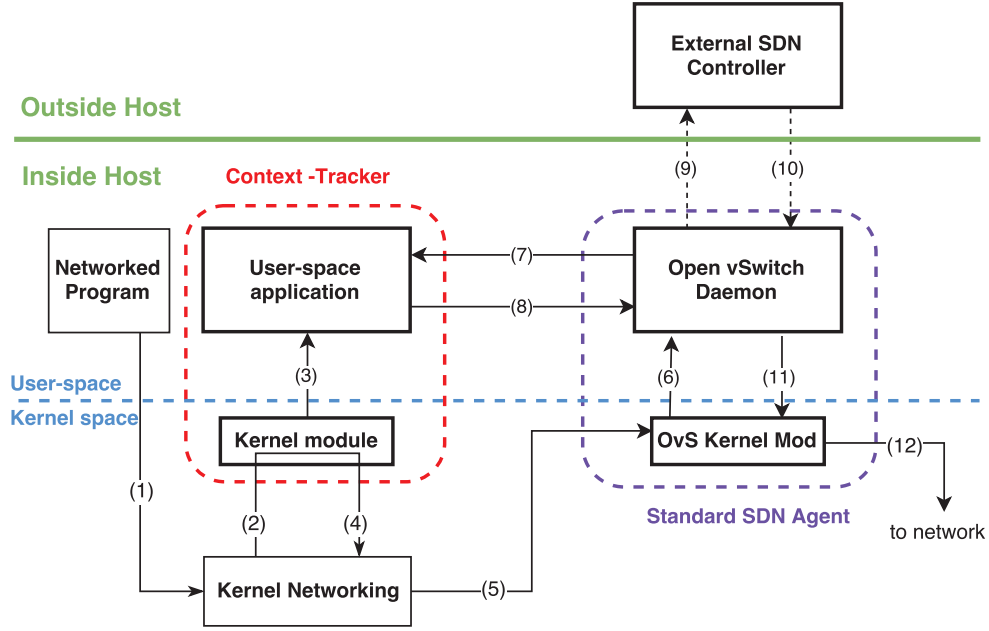 External SDN
Controller
Outside Host
(9)
(10)
Inside Host
Context -Tracker
Networked
Program
User-space
application
(7)
(8)
Open vSwitch
Daemon
(3)
(6)
(11)
User-space
Kernel space
Kernel module
OvS Kernel Mod
(12)
(1)
(2)
(4)
Standard SDN Agent
to network
Kernel Networking
(5)